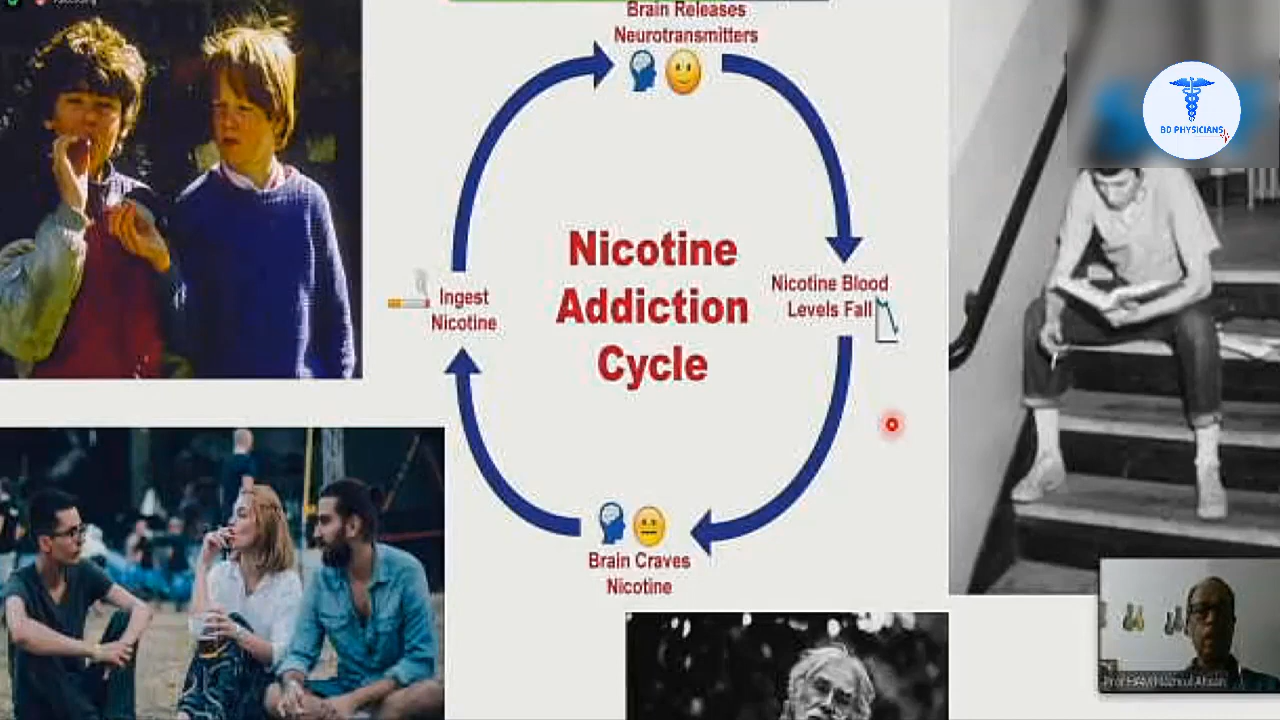 Brain Releases
Neurotransmitters
BD PHYSICIANS
Nicotine
Addiction
Cycle
Nicotine Blood
Levels Fall
Ingest
Nicotine
Brain Craves
Nicotine